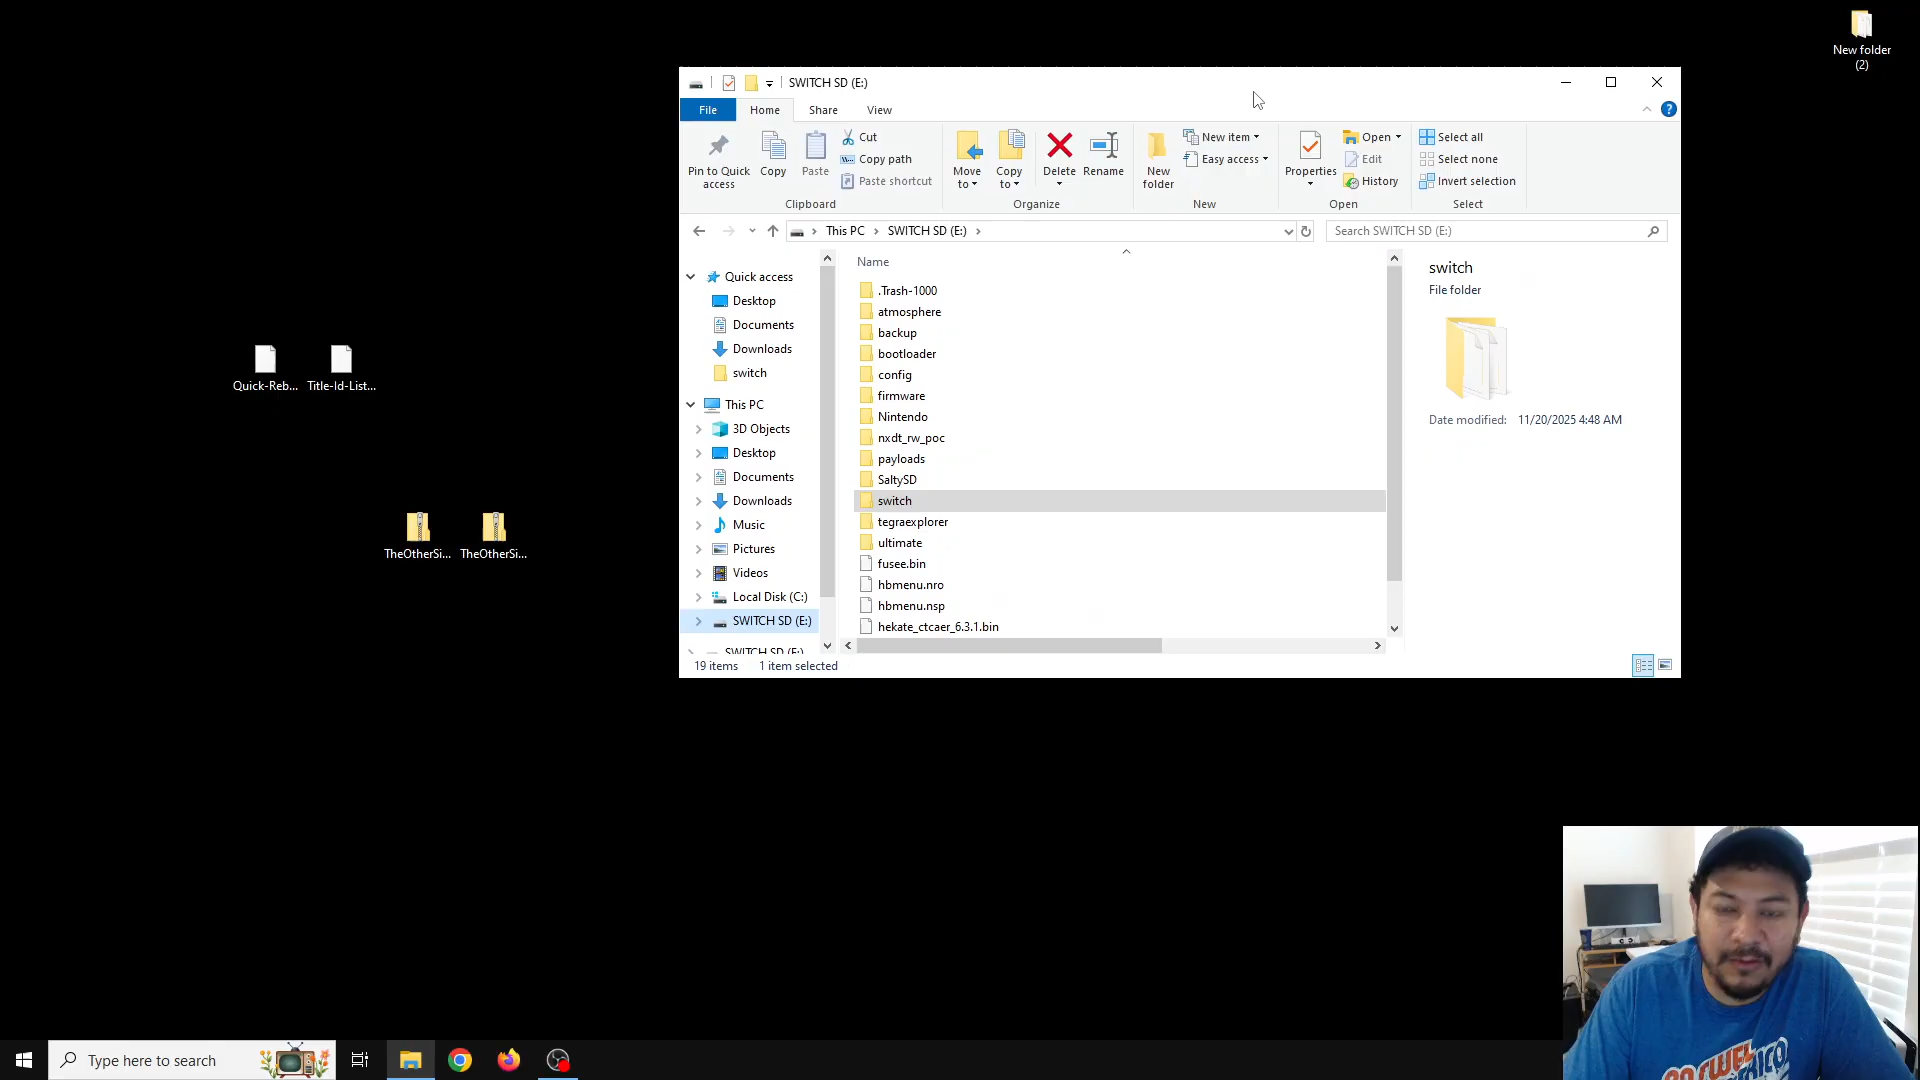 New folder
(2)
SWITCH SD (E:)
File
Home
Share
View
Pin to Quick
access
Copy
Paste
Cut
Copy path
Paste shortcut
Clipboard
Move
to
Copy
to
Delete
Rename
Organize
New
folder
New item
Easy access
New
Properties
Open
Edit
History
Open
Select all
Select none
Invert selection
Select
This PC
SWITCH SD (E:)
Search SWITCH SD (E:)
Quick access
Desktop
Documents
Downloads
switch
This PC
3D Objects
Desktop
Documents
Downloads
Music
Pictures
Videos
Local Disk (C:)
SWITCH SD (E:)
SWITCH SD (E:)
Name
.Trash-1000
atmosphere
backup
bootloader
config
firmware
Nintendo
nxdt_rw_poc
payloads
SaltySD
switch
tegraexplorer
ultimate
fusee.bin
hbmenu.nro
hbmenu.nsp
hekate_ctcaer_6.3.1.bin
switch
File folder
Date modified: 11/20/2025 4:48 AM
19 items
1 item selected
Quick-Reb...
Title-Id-List...
TheOtherSi...
TheOtherSi...
Type here to search